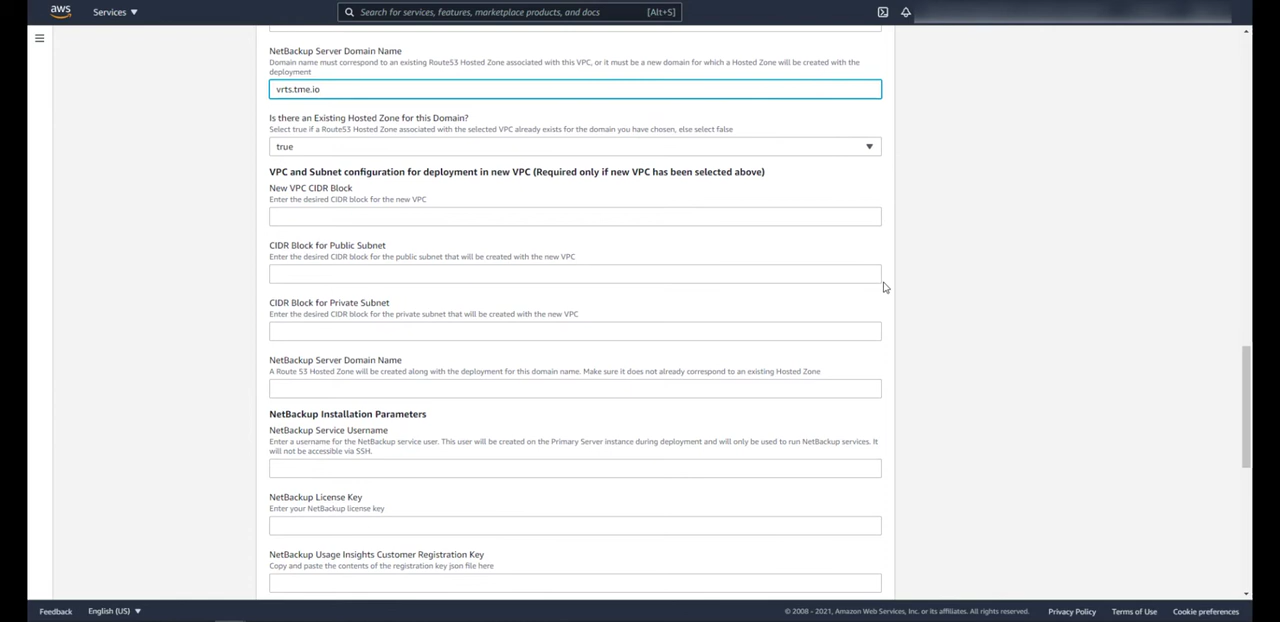 aws
Services ▼
Search for services, features, marketplace products, and docs
[Alt+S]
NetBackup Server Domain Name
Domain name must correspond to an existing Route53 Hosted Zone associated with this VPC, or it must be a new domain for which a Hosted Zone will be created with the
deployment
vrts.tme.io
Is there an Existing Hosted Zone for this Domain?
Select true if a Route53 Hosted Zone associated with the selected VPC already exists for the domain you have chosen, else select false
true
VPC and Subnet configuration for deployment in new VPC (Required only if new VPC has been selected above)
New VPC CIDR Block
Enter the desired CIDR block for the new VPC
CIDR Block for Public Subnet
Enter the desired CIDR block for the public subnet that will be created with the new VPC
CIDR Block for Private Subnet
Enter the desired CIDR block for the private subnet that will be created with the new VPC
NetBackup Server Domain Name
A Route 53 Hosted Zone will be created along with the deployment for this domain name. Make sure it does not already correspond to an existing Hosted Zone
NetBackup Installation Parameters
NetBackup Service Username
Enter a username for the NetBackup service user. This user will be created on the Primary Server instance during deployment and will only be used to run NetBackup services. It
will not be accessible via SSH.
NetBackup License Key
Enter your NetBackup license key
NetBackup Usage Insights Customer Registration Key
Copy and paste the contents of the registration key json file here
Feedback
English (US) ▼
© 2008 - 2021, Amazon Web Services, Inc. or its affiliates. All rights reserved.
Privacy Policy
Terms of Use
Cookie preferences